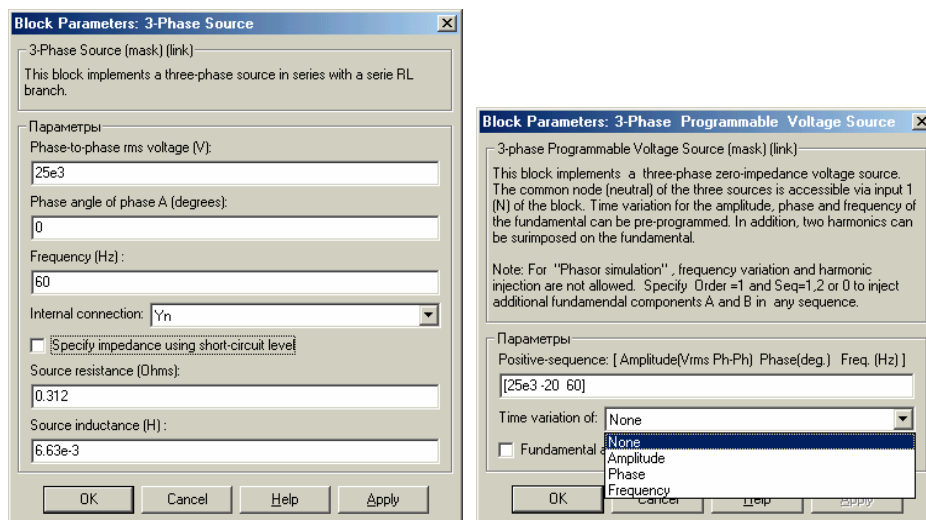 Block Parameters: 3-Phase Source
3-Phase Source (mask) (link)
This block implements a three-phase source in series with a serie RL
branch.
Параметры
Phase-to-phase rms voltage (V):
25e3
Phase angle of phase A (degrees):
0
Frequency (Hz) :
60
Internal connection: Yn
Specify impedance using short-circuit level
Source resistance (Ohms):
0.312
Source inductance (H) :
6.63e-3
OK Cancel Help Apply
Block Parameters: 3-Phase Programmable Voltage Source
3-phase Programmable Voltage Source (mask) (link)
This block implements a three-phase zero-impedance voltage source.
The common node (neutral) of the three sources is accessible via input 1
(N) of the block. Time variation for the amplitude, phase and frequency of
the fundamental can be pre-programmed. In addition, two harmonics can
be surimposed on the fundamental.
Note: For "Phasor simulation" , frequency variation and harmonic
injection are not allowed. Specify Order =1 and Seq=1,2 or 0 to inject
additional fundamendal components A and B in any sequence.
Параметры
Positive-sequence: [ Amplitude(Vrms Ph-Ph) Phase(deg.) Freq. (Hz) ]
[25e3 -20 60]
Time variation of: None
None
Fundamental a
Amplitude
Phase
Frequency
OK Cancel Help Apply